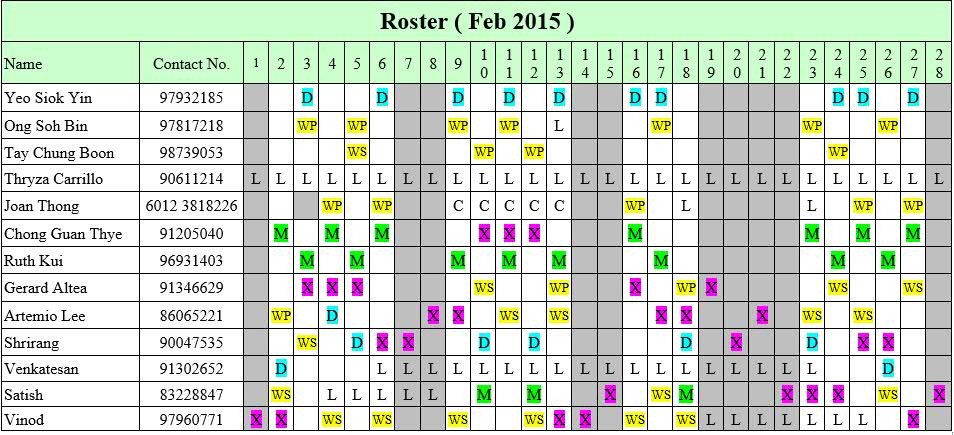 Roster ( Feb 2015 )
Name Contact No. 1 2 3 4 5 6 7 8 9 10 11 12 13 14 15 16 17 18 19 20 21 22 23 24 25 26 27 28
Yeo Siok Yin 97932185 D D D D D D D D D D
Ong Soh Bin 97817218 WP WP WP WP L WP WP WP
Tay Chung Boon 98739053 WS WP WP WP
Thryza Carrillo 90611214 L L L L L L L L L L L L L L L L L L L L L L L L L L L L
Joan Thong 6012 3818226 WP WP C C C C C WP L L WP WP
Chong Guan Thye 91205040 M M M X X X M M M M
Ruth Kui 96931403 M M M M M M M M
Gerard Altea 91346629 X X X WS WP X WP X WS WS
Artemio Lee 86065221 WP D X X WS WS X X X WS WS
Shrirang 90047535 WS D X X D D D X D X X
Venkatesan 91302652 D L L L L L L L L L L L L L L L L L L D
Satish 83228847 WS L L L L L M M X WS M X X X WS X
Vinod 97960771 X X WS WS WS WS X X WS WS L L L L L L L X